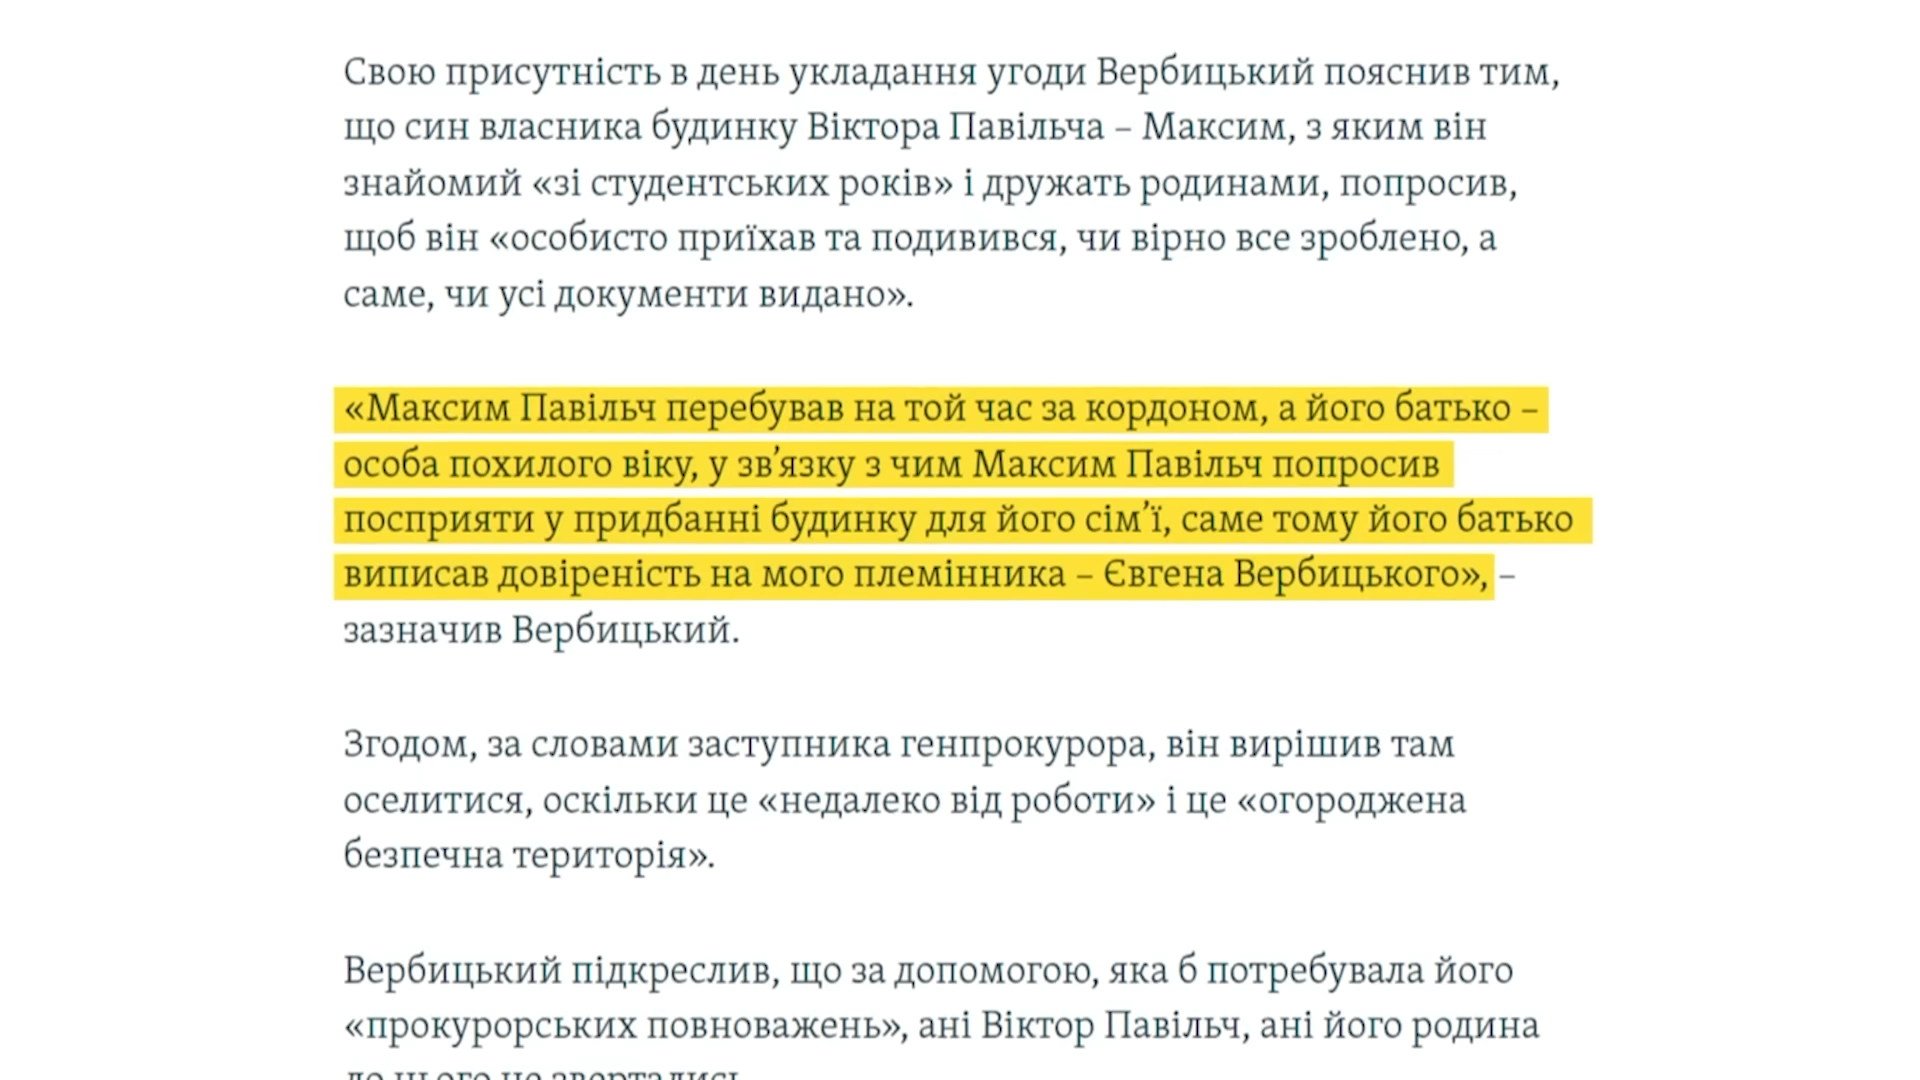 Свою присутність в день укладання угоди Вербицький пояснив тим,
що син власника будинку Віктора Павільча – Максим, з яким він
знайомий «зі студентських років» і дружать родинами, попросив,
щоб він «особисто приїхав та подивився, чи вірно все зроблено, а
саме, чи усі документи видано».
«Максим Павільч перебував на той час за кордоном, а його батько –
особа похилого віку, у зв’язку з чим Максим Павільч попросив
посприяти у придбанні будинку для його сім’ї, саме тому його батько
виписав довіреність на мого племінника – Євгена Вербицького», –
зазначив Вербицький.
Згодом, за словами заступника генпрокурора, він вирішив там
оселитися, оскільки це «недалеко від роботи» і це «огороджена
безпечна територія».
Вербицький підкреслив, що за допомогою, яка б потребувала його
«прокурорських повноважень», ані Віктор Павільч, ані його родина
до нього не звертались